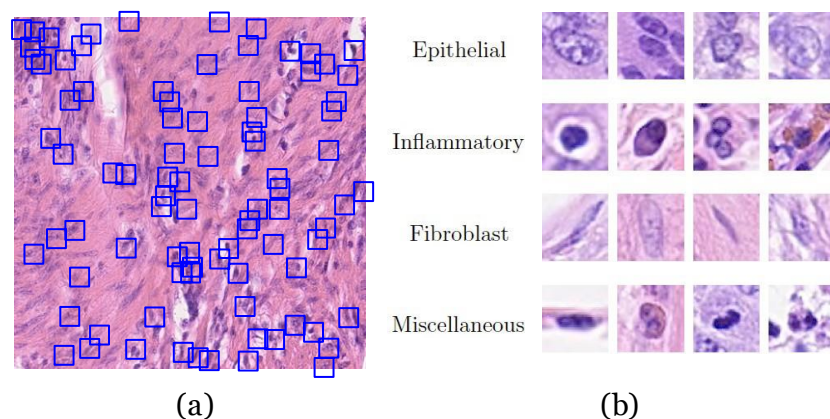 Epithelial
Inflammatory
Fibroblast
Miscellaneous
(a)
(b)